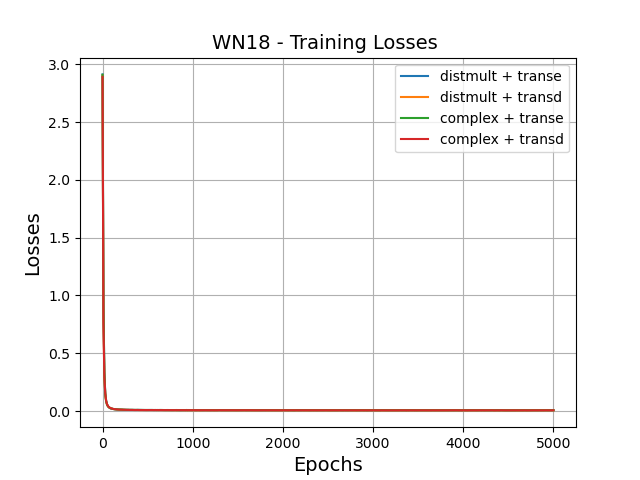 WN18 - Training Losses
distmult + transe
distmult + transd
complex + transe
complex + transd
Losses
3.0
2.5
2.0
1.5
1.0
0.5
0.0
0 1000 2000 3000 4000 5000
Epochs